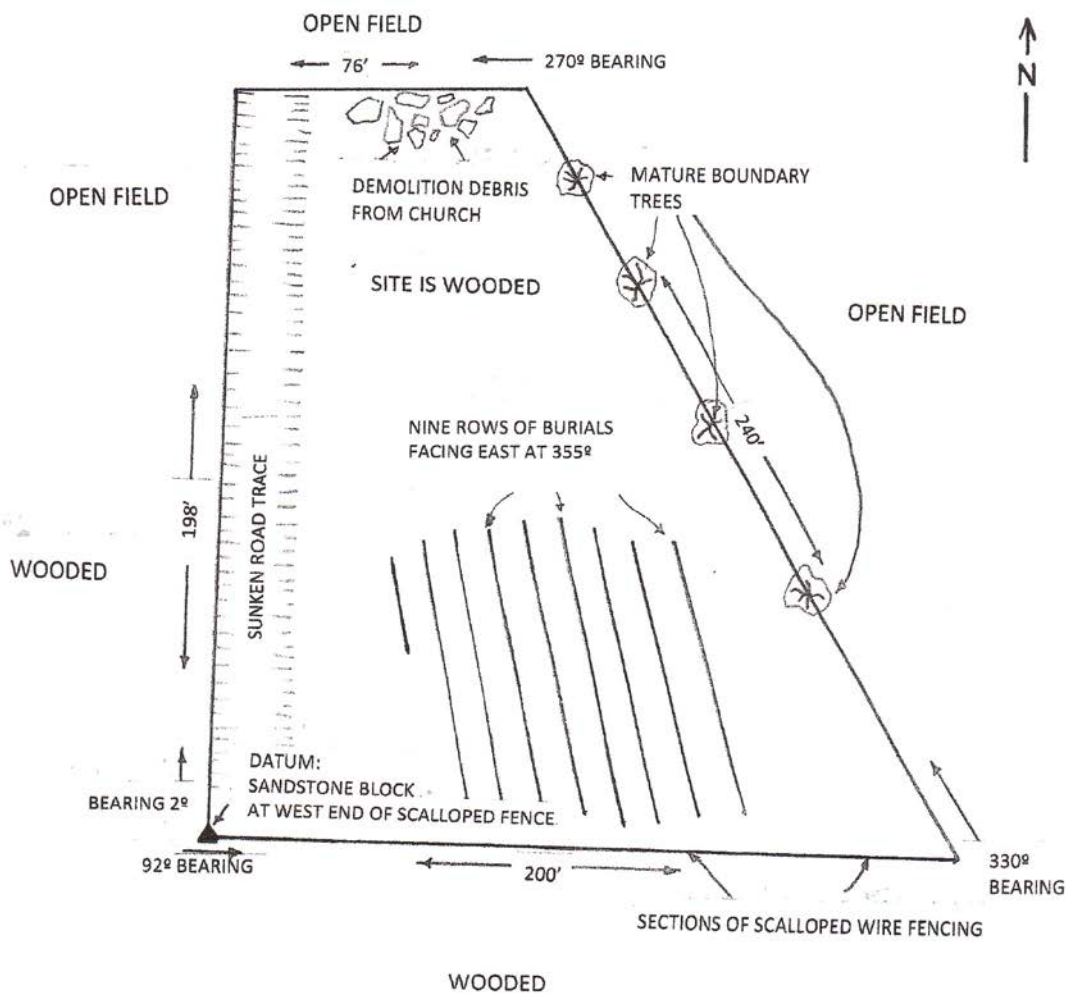 OPEN FIELD
76'
270º BEARING
N
OPEN FIELD
DEMOLITION DEBRIS
FROM CHURCH
MATURE BOUNDARY
TREES
SITE IS WOODED
OPEN FIELD
NINE ROWS OF BURIALS
FACING EAST AT 355º
240'
198'
SUNKEN ROAD TRACE
WOODED
DATUM:
SANDSTONE BLOCK
AT WEST END OF SCALLOPED FENCE
BEARING 2º
92º BEARING
200'
330º
BEARING
SECTIONS OF SCALLOPED WIRE FENCING
WOODED